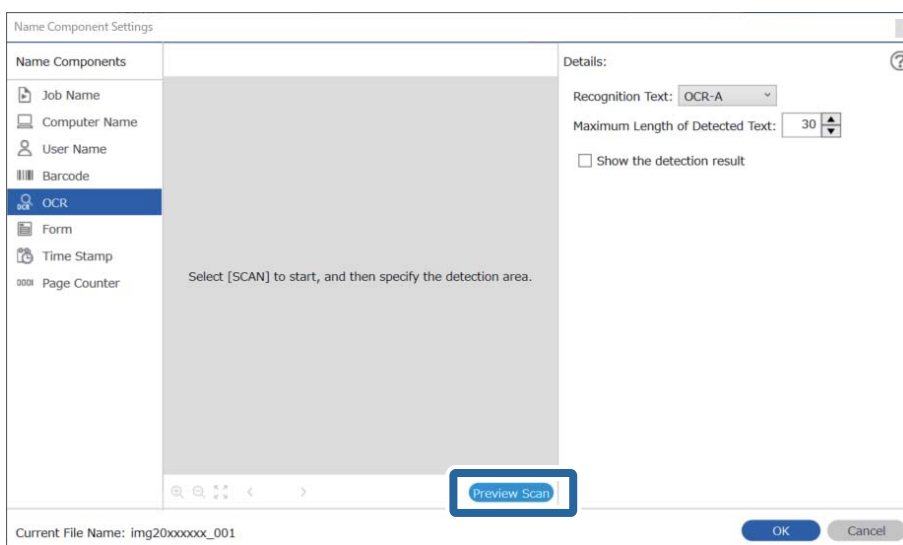 Name Component Settings
Name Components
Job Name
Computer Name
User Name
Barcode
OCR
OCR
Form
Time Stamp
0001 Page Counter
Select [SCAN] to start, and then specify the detection area.
Preview Scan
Details:
?
Recognition Text: OCR-A
Maximum Length of Detected Text: 30
Show the detection result
Current File Name: img20xxxxxx_001
OK
Cancel